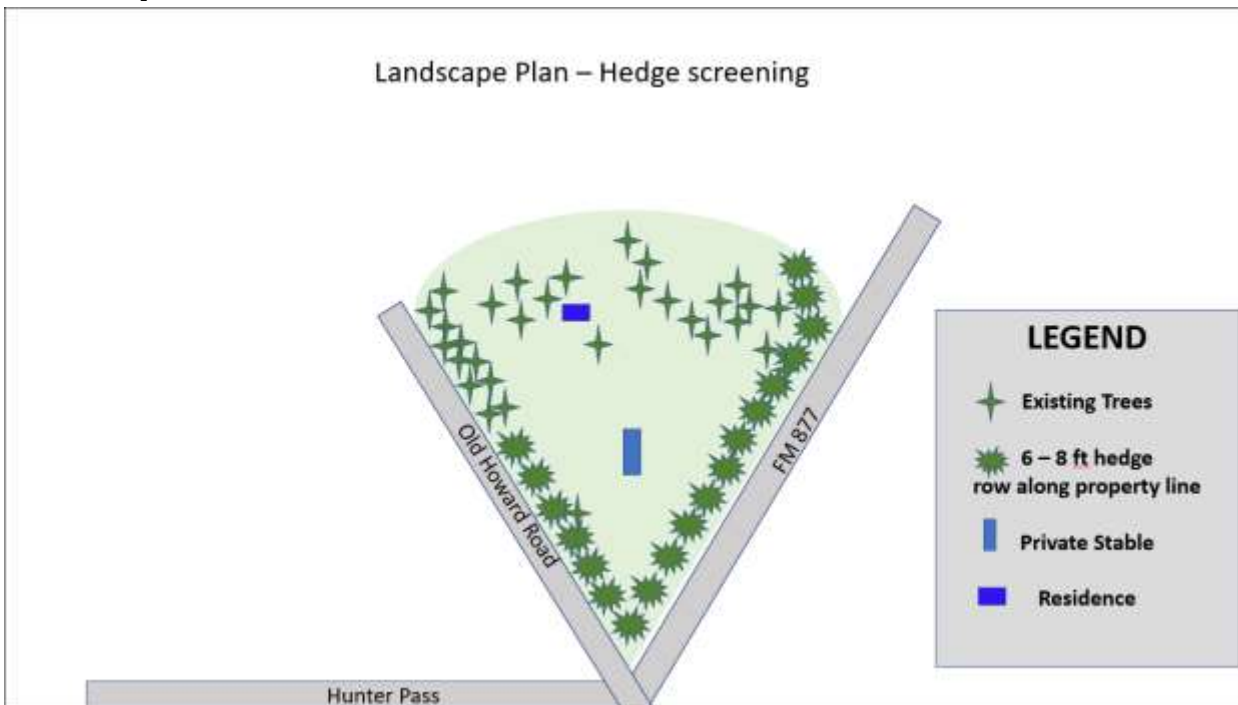 Landscape Plan – Hedge screening
Old Howard Road
FM 877
Hunter Pass
LEGEND
Existing Trees
6 – 8 ft hedge
row along property line
Private Stable
Residence